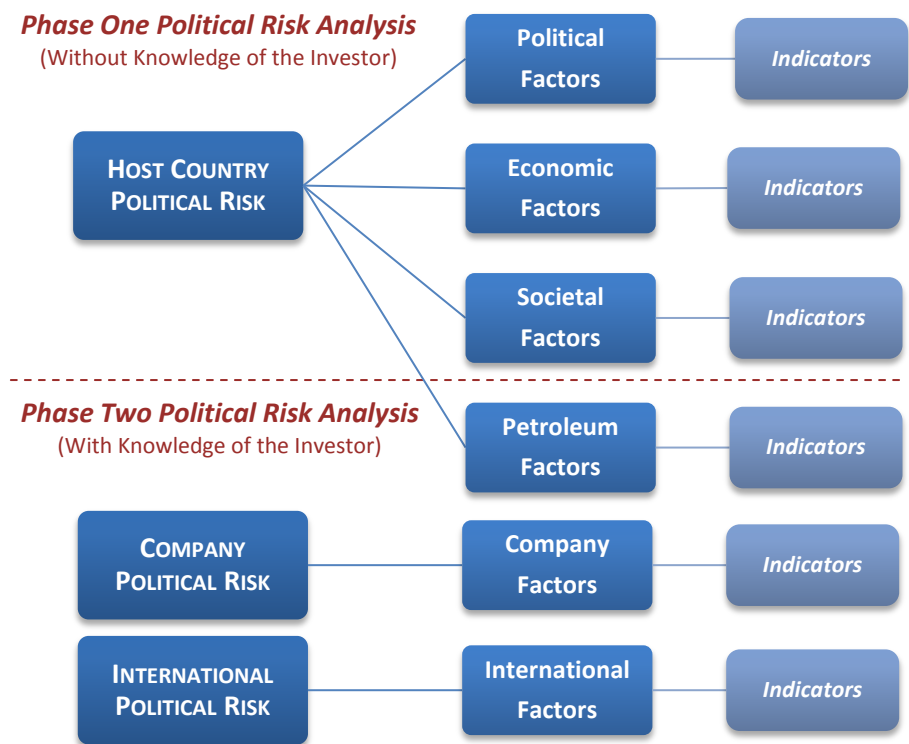 Phase One Political Risk Analysis
(Without Knowledge of the Investor)
HOST COUNTRY
POLITICAL RISK
Political
Factors
Indicators
Economic
Factors
Indicators
Societal
Factors
Indicators
Phase Two Political Risk Analysis
(With Knowledge of the Investor)
Petroleum
Factors
Indicators
COMPANY
POLITICAL RISK
Company
Factors
Indicators
INTERNATIONAL
POLITICAL RISK
International
Factors
Indicators